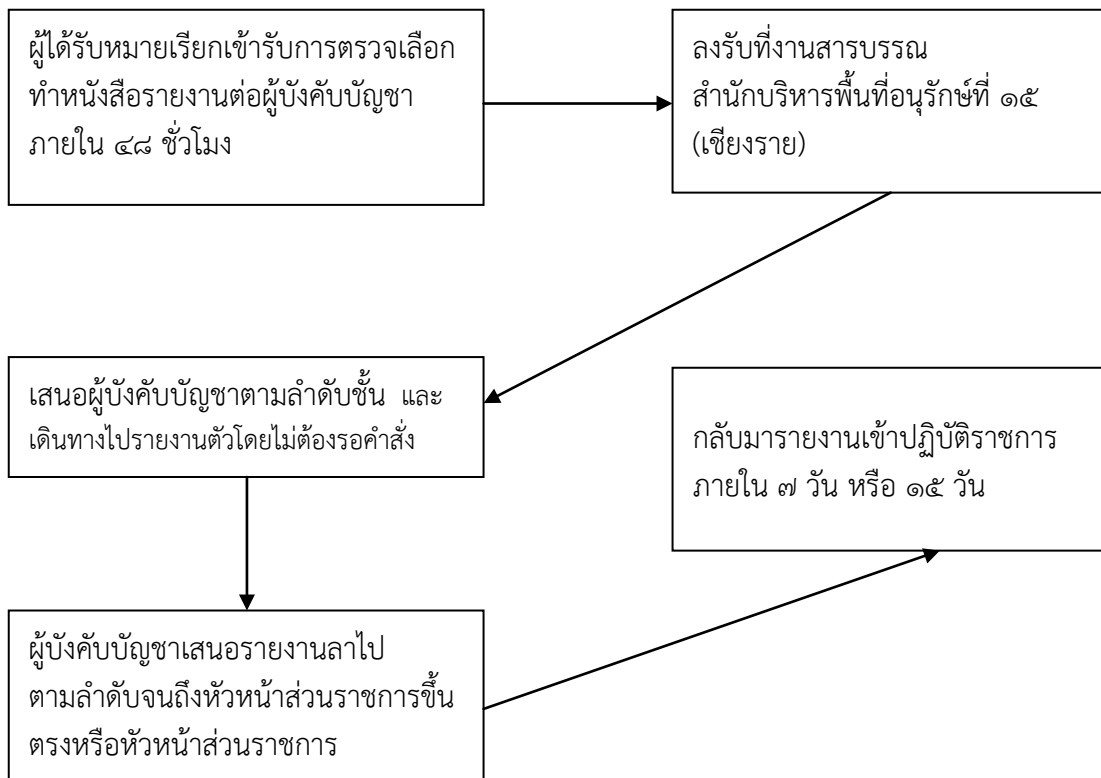 ผู้ได้รับหมายเรียกเข้ารับการตรวจเลือก
ทำหนังสือรายงานต่อผู้บังคับบัญชา
ภายใน ๔๘ ชั่วโมง
ลงรับที่งานสารบรรณ
สำนักบริหารพื้นที่อนุรักษ์ที่ ๑๕
(เชียงราย)
เสนอผู้บังคับบัญชาตามลำดับชั้น และ
เดินทางไปรายงานตัวโดยไม่ต้องรอคำสั่ง
ผู้บังคับบัญชาเสนอรายงานลาไป
ตามลำดับจนถึงหัวหน้าส่วนราชการขึ้น
ตรงหรือหัวหน้าส่วนราชการ
กลับมารายงานเข้าปฏิบัติราชการ
ภายใน ๗ วัน หรือ ๑๕ วัน